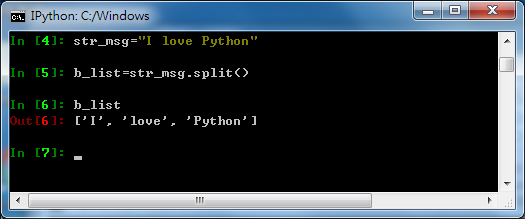 IPython: C:/Windows
In [4]: str_msg="I love Python"
In [5]: b_list=str_msg.split()
In [6]: b_list
Out[6]: ['I', 'love', 'Python']
In [7]: